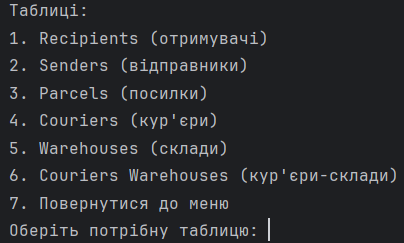 Таблиці:
1. Recipients (отримувачі)
2. Senders (відправники)
3. Parcels (посилки)
4. Couriers (кур'єри)
5. Warehouses (склади)
6. Couriers Warehouses (кур'єри-склади)
7. Повернутися до меню
Оберіть потрібну таблицю: